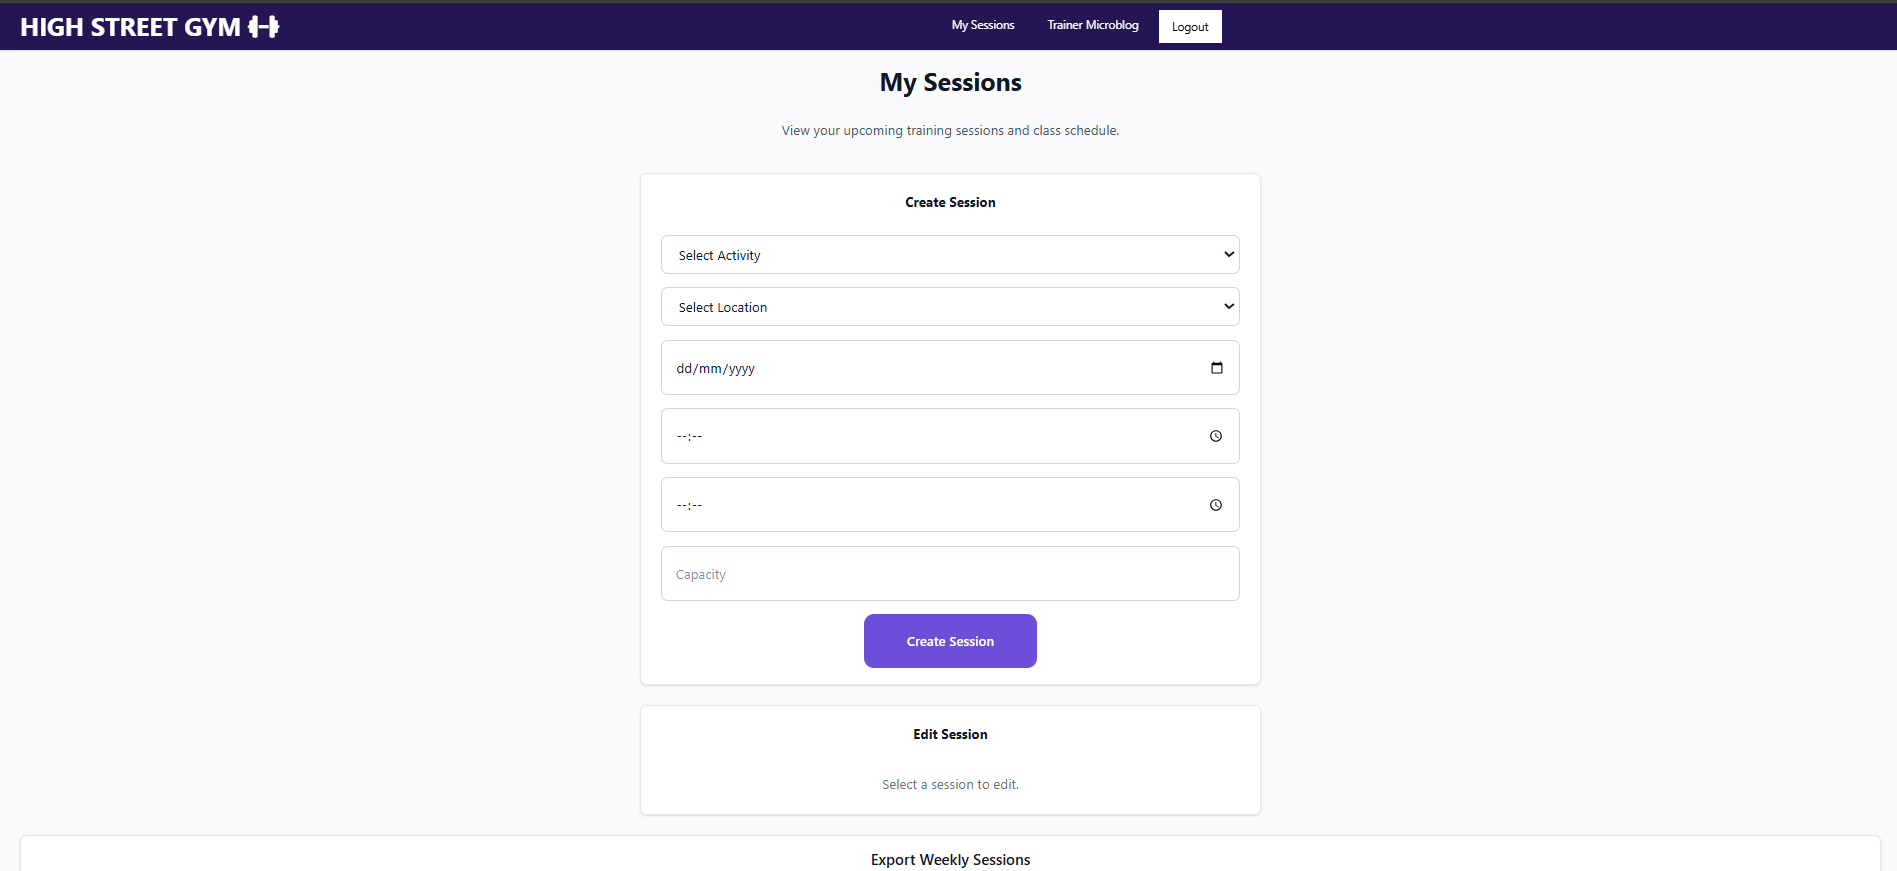 HIGH STREET GYM
My Sessions
Trainer Microblog
Logout
My Sessions
View your upcoming training sessions and class schedule.
Create Session
Select Activity
Select Location
dd/mm/yyyy
--:--
--:--
Capacity
Create Session
Edit Session
Select a session to edit.
Export Weekly Sessions